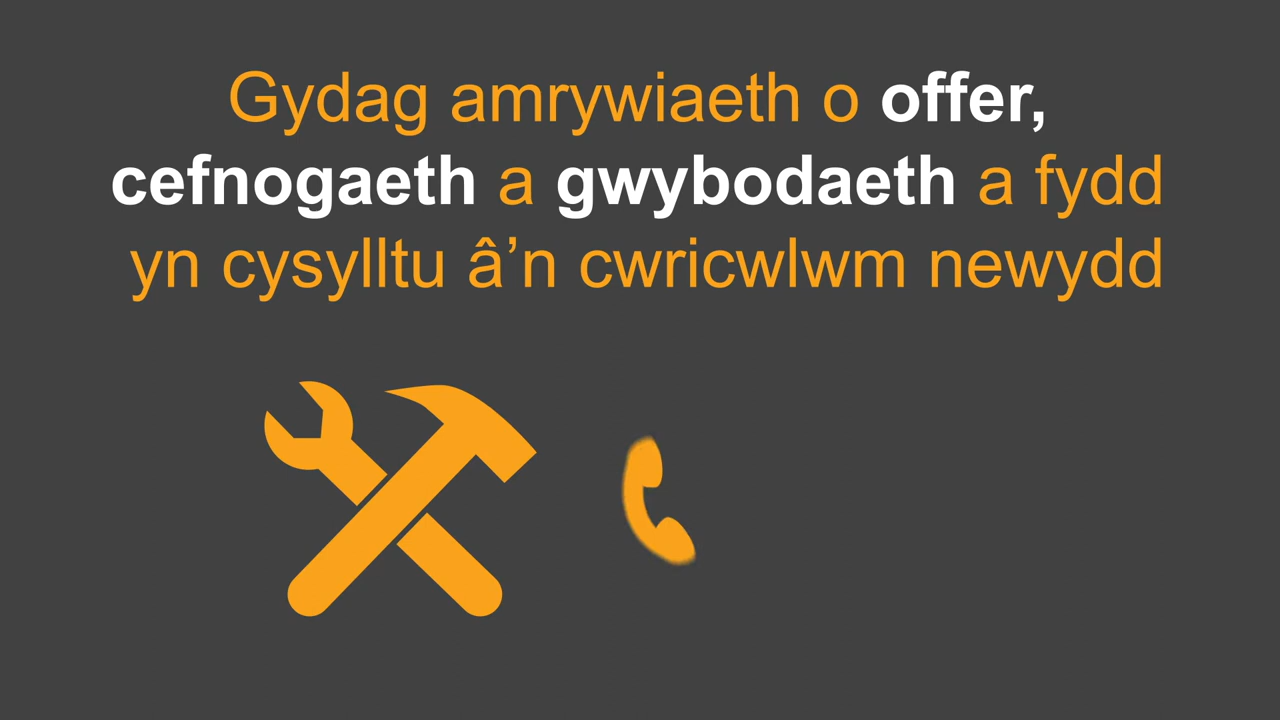 Gydag amrywiaeth o offer,
cefnogaeth a gwybodaeth a fydd
yn cysylltu â’n cwricwlwm newydd